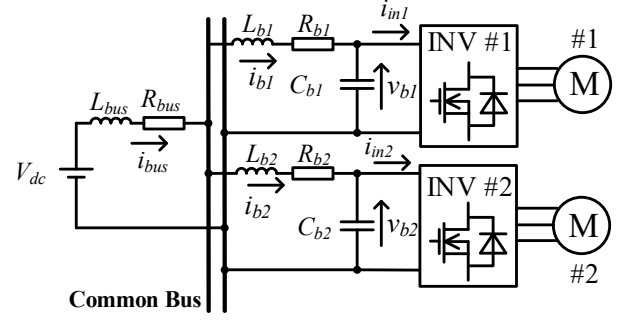 i_in1
L_b1 R_b1 INV #1 #1
i_b1 C_b1 v_b1 M
L_bus R_bus
i_bus
V_dc
L_b2 R_b2 i_in2 INV #2
i_b2 C_b2 v_b2 M
#2
Common Bus